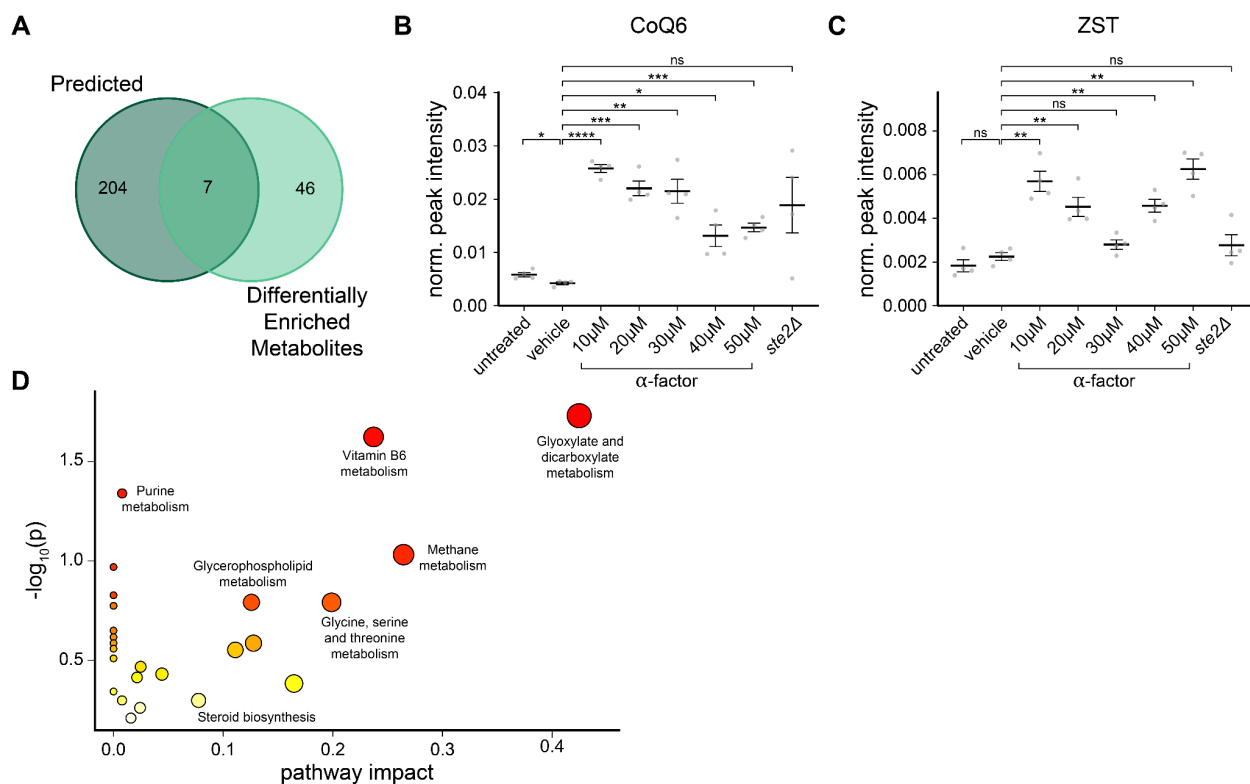 A
Predicted
204
7
46
Differentially
Enriched
Metabolites
B
CoQ6
norm. peak intensity
0.04
0.03
0.02
0.01
0.00
ns
***
*
**
***
*
****
untreated
vehicle
10μM
20μM
30μM
40μM
50μM
ste2Δ
α-factor
C
ZST
norm. peak intensity
0.008
0.006
0.004
0.002
0.000
ns
**
**
ns
**
ns
**
untreated
vehicle
10μM
20μM
30μM
40μM
50μM
ste2Δ
α-factor
D
-log10(p)
1.5
1.0
0.5
Glyoxylate and
dicarboxylate
metabolism
Vitamin B6
metabolism
Purine
metabolism
Methane
metabolism
Glycerophospholipid
metabolism
Glycine, serine
and threonine
metabolism
Steroid biosynthesis
0.0
0.1
0.2
0.3
0.4
pathway impact